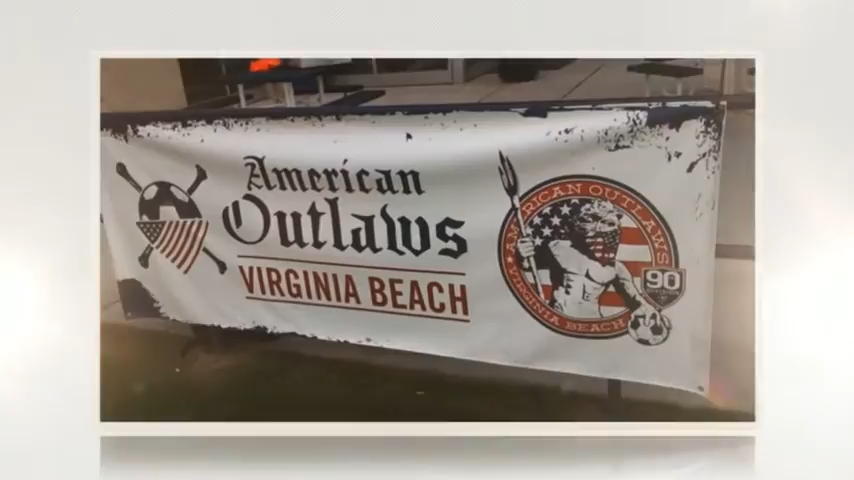 American
Outlaws
VIRGINIA BEACH
AMERICAN OUTLAWS
VIRGINIA BEACH
90